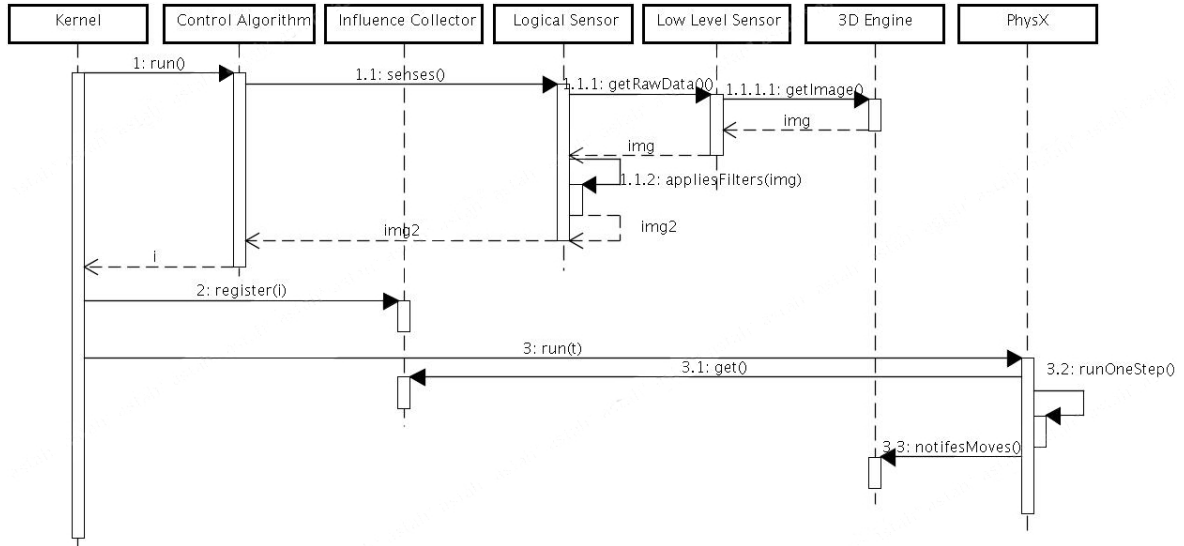 Kernel
Control Algorithm
Influence Collector
Logical Sensor
Low Level Sensor
3D Engine
PhysX
1: run()
1.1: senses()
1.1.1: getRawData()
1.1.1.1: getImage()
img
img
1.1.2: appliesFilters(img)
img2
img2
i
2: register(i)
3: run(t)
3.1: get()
3.2: runOneStep()
3.3: notifesMoves()